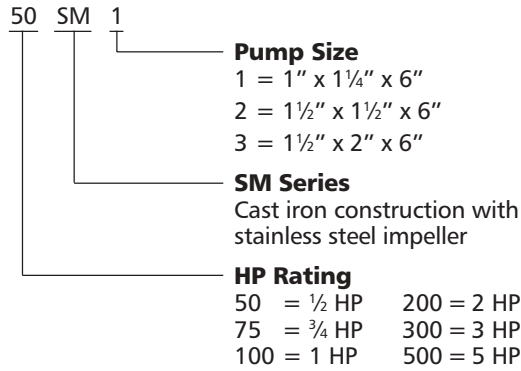 50 SM 1
Pump Size
1 = 1" x 1¼" x 6"
2 = 1½" x 1½" x 6"
3 = 1½" x 2" x 6"
SM Series
Cast iron construction with
stainless steel impeller
HP Rating
50 = ½ HP 200 = 2 HP
75 = ¾ HP 300 = 3 HP
100 = 1 HP 500 = 5 HP